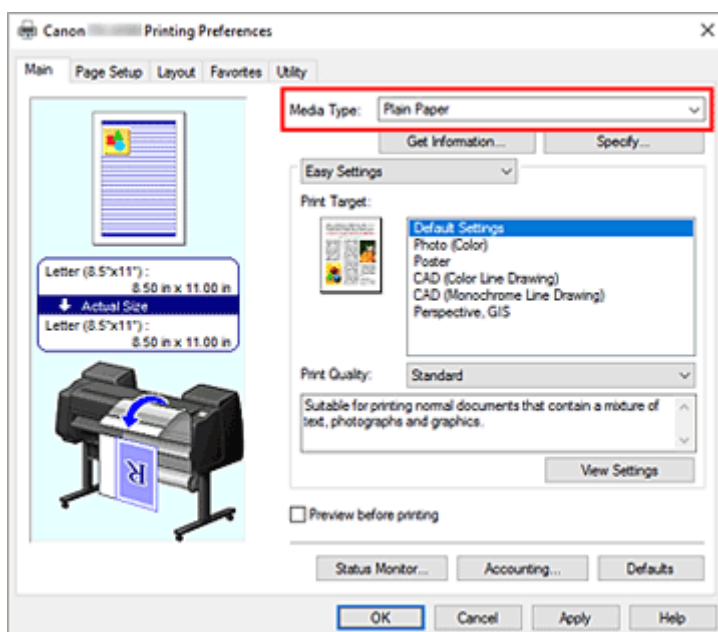 Canon Printing Preferences
Main Page Setup Layout Favorites Utility
Media Type: Plain Paper
Get Information... Specify...
Easy Settings
Print Target:
Default Settings
Photo (Color)
Poster
CAD (Color Line Drawing)
CAD (Monochrome Line Drawing)
Perspective, GIS
Letter (8.5"x11") :
8.50 in x 11.00 in
Actual Size
Letter (8.5"x11") :
8.50 in x 11.00 in
R
Print Quality: Standard
Suitable for printing normal documents that contain a mixture of
text, photographs and graphics.
View Settings
Preview before printing
Status Monitor... Accounting... Defaults
OK Cancel Apply Help